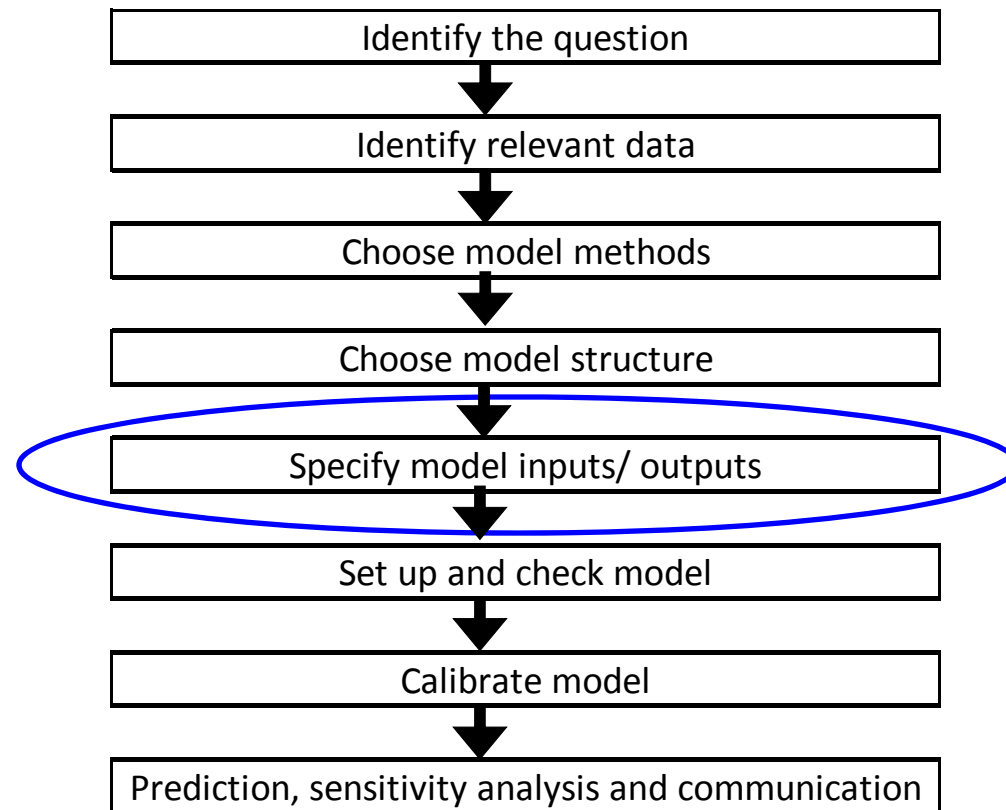 Identify the question
Identify relevant data
Choose model methods
Choose model structure
Specify model inputs/ outputs
Set up and check model
Calibrate model
Prediction, sensitivity analysis and communication